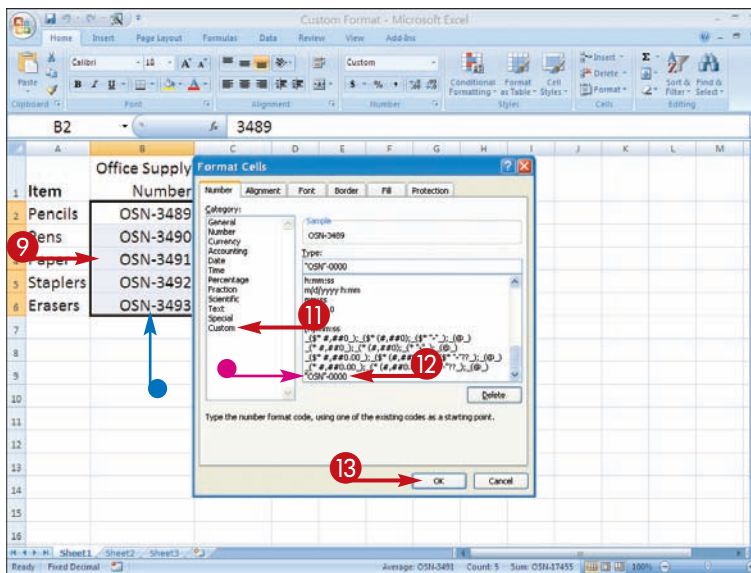 Custom Format - Microsoft Excel
Home Insert Page Layout Formulas Data Review View Add-Ins
Paste
Calibri 18 A A
Custom
B I U
$ % ,
Conditional Formatting
Format as Table
Cell Styles
Insert
Delete
Format
Σ
Sort & Filter
Find & Select
Clipboard Font Alignment Number Styles Cells Editing
B2 fx 3489
A B C D E F G H I J K L M
Office Supply
1 Item Number
2 Pencils OSN-3489
Pens OSN-3490
Paper OSN-3491
5 Staplers OSN-3492
6 Erasers OSN-3493
7
8
9
10
11
12
13
14
15
16
Format Cells
Number Alignment Font Border Fill Protection
Category:
General
Number
Currency
Accounting
Date
Time
Percentage
Fraction
Scientific
Text
Special
Custom
Sample
OSN-3489
Type:
"OSN"-0000
h:mm:ss
m/d/yyyy h:mm
mm:ss
_($* #,##0_);_($* (#,##0);_($* "-"_);_(@_)
"OSN"-0000
Delete
Type the number format code, using one of the existing codes as a starting point.
OK Cancel
9
11
12
13
Sheet1 Sheet2 Sheet3
Ready Fixed Decimal Average: OSN-3491 Count: 5 Sum: OSN-17455 100%